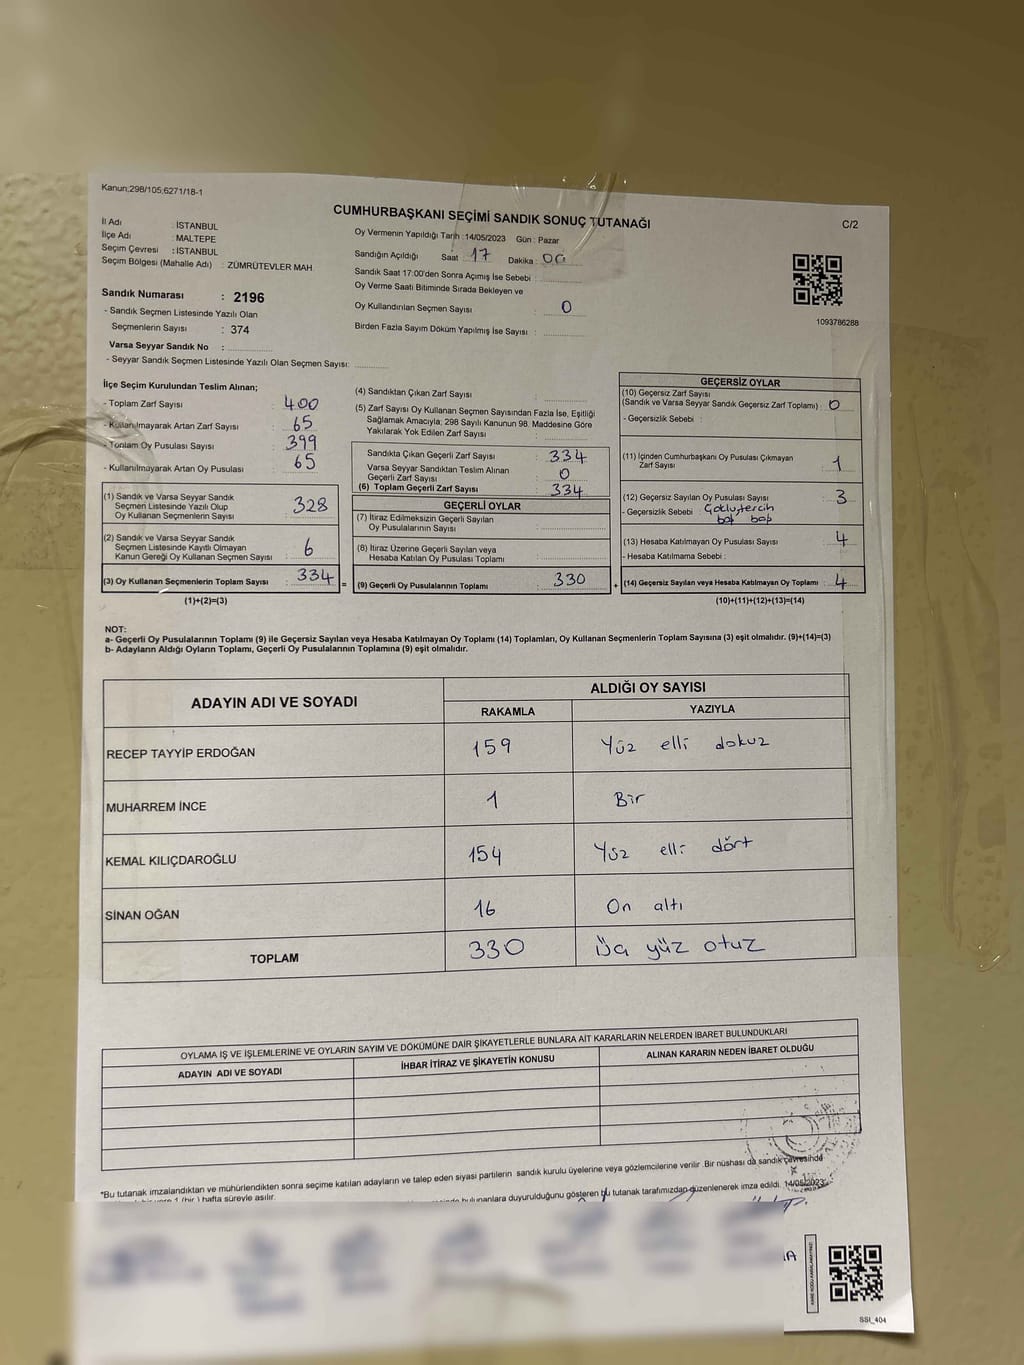 Kanun;298/105;6271/18-1
CUMHURBAŞKANI SEÇİMİ SANDIK SONUÇ TUTANAĞI
C/2
İl Adı : İSTANBUL
İlçe Adı : MALTEPE
Seçim Çevresi : İSTANBUL
Seçim Bölgesi (Mahalle Adı) : ZÜMRÜTEVLER MAH
Oy Vermenin Yapıldığı Tarih :14/05/2023 Gün : Pazar
Sandığın Açıldığı Saat 17 Dakika : 00
Sandık Saat 17:00'den Sonra Açımış İse Sebebi :
Oy Verme Saati Bitiminde Sırada Bekleyen ve
Oy Kullandırılan Seçmen Sayısı : 0
Birden Fazla Sayım Döküm Yapılmış İse Sayısı :
1093786288
Sandık Numarası : 2196
- Sandık Seçmen Listesinde Yazılı Olan
Seçmenlerin Sayısı : 374
Varsa Seyyar Sandık No :
- Seyyar Sandık Seçmen Listesinde Yazılı Olan Seçmen Sayısı:
İlçe Seçim Kurulundan Teslim Alınan;
- Toplam Zarf Sayısı : 400
- Kullanılmayarak Artan Zarf Sayısı : 65
- Toplam Oy Pusulası Sayısı : 399
- Kullanılmayarak Artan Oy Pusulası : 65
(1) Sandık ve Varsa Seyyar Sandık
Seçmen Listesinde Yazılı Olup
Oy Kullanan Seçmenlerin Sayısı : 328
(2) Sandık ve Varsa Seyyar Sandık
Seçmen Listesinde Kayıtlı Olmayan
Kanun Gereği Oy Kullanan Seçmen Sayısı : 6
(3) Oy Kullanan Seçmenlerin Toplam Sayısı : 334 =
(1)+(2)=(3)
(4) Sandıktan Çıkan Zarf Sayısı :
(5) Zarf Sayısı Oy Kullanan Seçmen Sayısından Fazla İse, Eşitliği
Sağlamak Amacıyla; 298 Sayılı Kanunun 98. Maddesine Göre
Yakılarak Yok Edilen Zarf Sayısı :
Sandıkta Çıkan Geçerli Zarf Sayısı : 334
Varsa Seyyar Sandıktan Teslim Alınan
Geçerli Zarf Sayısı : 0
(6) Toplam Geçerli Zarf Sayısı : 334
GEÇERLİ OYLAR
(7) İtiraz Edilmeksizin Geçerli Sayılan
Oy Pusulalarının Sayısı :
(8) İtiraz Üzerine Geçerli Sayılan veya
Hesaba Katılan Oy Pusulası Toplamı :
(9) Geçerli Oy Pusulalarının Toplamı : 330 +
GEÇERSİZ OYLAR
(10) Geçersiz Zarf Sayısı
(Sandık ve Varsa Seyyar Sandık Geçersiz Zarf Toplamı) : 0
- Geçersizlik Sebebi :
(11) İçinden Cumhurbaşkanı Oy Pusulası Çıkmayan
Zarf Sayısı : 1
(12) Geçersiz Sayılan Oy Pusulası Sayısı : 3
- Geçersizlik Sebebi :
(13) Hesaba Katılmayan Oy Pusulası Sayısı : 4
- Hesaba Katılmama Sebebi :
(14) Geçersiz Sayılan veya Hesaba Katılmayan Oy Toplamı : 4
(10)+(11)+(12)+(13)=(14)
NOT:
a- Geçerli Oy Pusulalarının Toplamı (9) ile Geçersiz Sayılan veya Hesaba Katılmayan Oy Toplamı (14) Toplamları, Oy Kullanan Seçmenlerin Toplam Sayısına (3) eşit olmalıdır. (9)+(14)=(3)
b- Adayların Aldığı Oyların Toplamı, Geçerli Oy Pusulalarının Toplamına (9) eşit olmalıdır.
ADAYIN ADI VE SOYADI ALDIĞI OY SAYISI
RAKAMLA YAZIYLA
RECEP TAYYİP ERDOĞAN 159 Yüz elli dokuz
MUHARREM İNCE 1 Bir
KEMAL KILIÇDAROĞLU 154 Yüz elli dört
SİNAN OĞAN 16 On altı
TOPLAM 330 Üç yüz otuz
OYLAMA İŞ VE İŞLEMLERİNE VE OYLARIN SAYIM VE DÖKÜMÜNE DAİR ŞİKAYETLERLE BUNLARA AİT KARARLARIN NELERDEN İBARET BULUNDUKLARI
ADAYIN ADI VE SOYADI İHBAR İTİRAZ VE ŞİKAYETİN KONUSU ALINAN KARARIN NEDEN İBARET OLDUĞU
*Bu tutanak imzalandıktan ve mühürlendikten sonra seçime katılan adayların ve talep eden siyasi partilerin sandık kurulu üyelerine veya gözlemcilerine verilir .Bir nüshası da sandık çevresinde
(bir) hafta süreyle asılır.
bulunanlara duyurulduğunu gösteren bu tutanak tarafımızdan düzenlenerek imza edildi. 14/05/2023
SSI_404